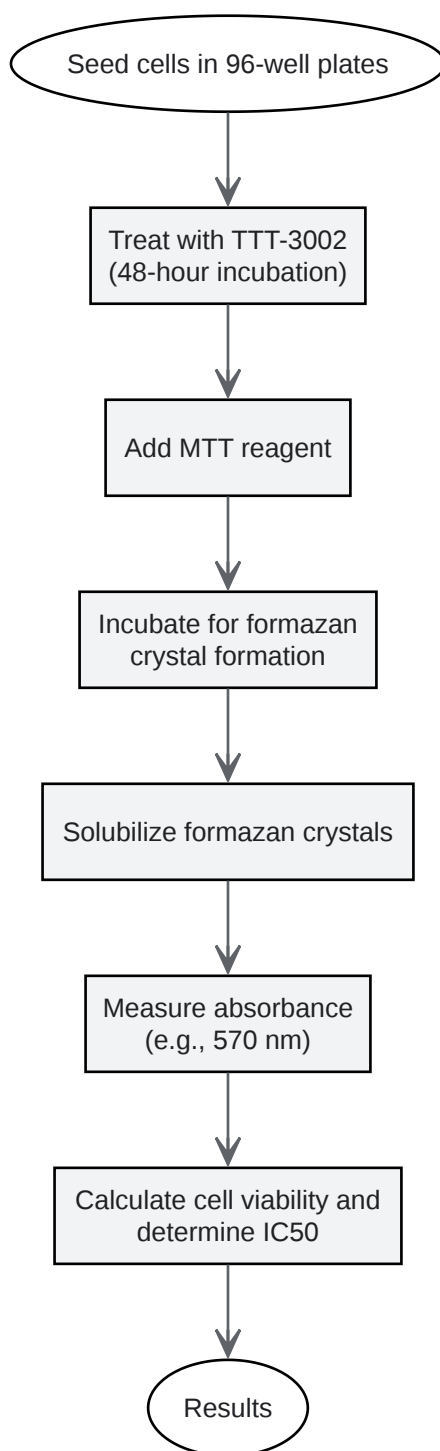 Seed cells in 96-well plates
Treat with TTT-3002
(48-hour incubation)
Add MTT reagent
Incubate for formazan
crystal formation
Solubilize formazan crystals
Measure absorbance
(e.g., 570 nm)
Calculate cell viability and
determine IC50
Results